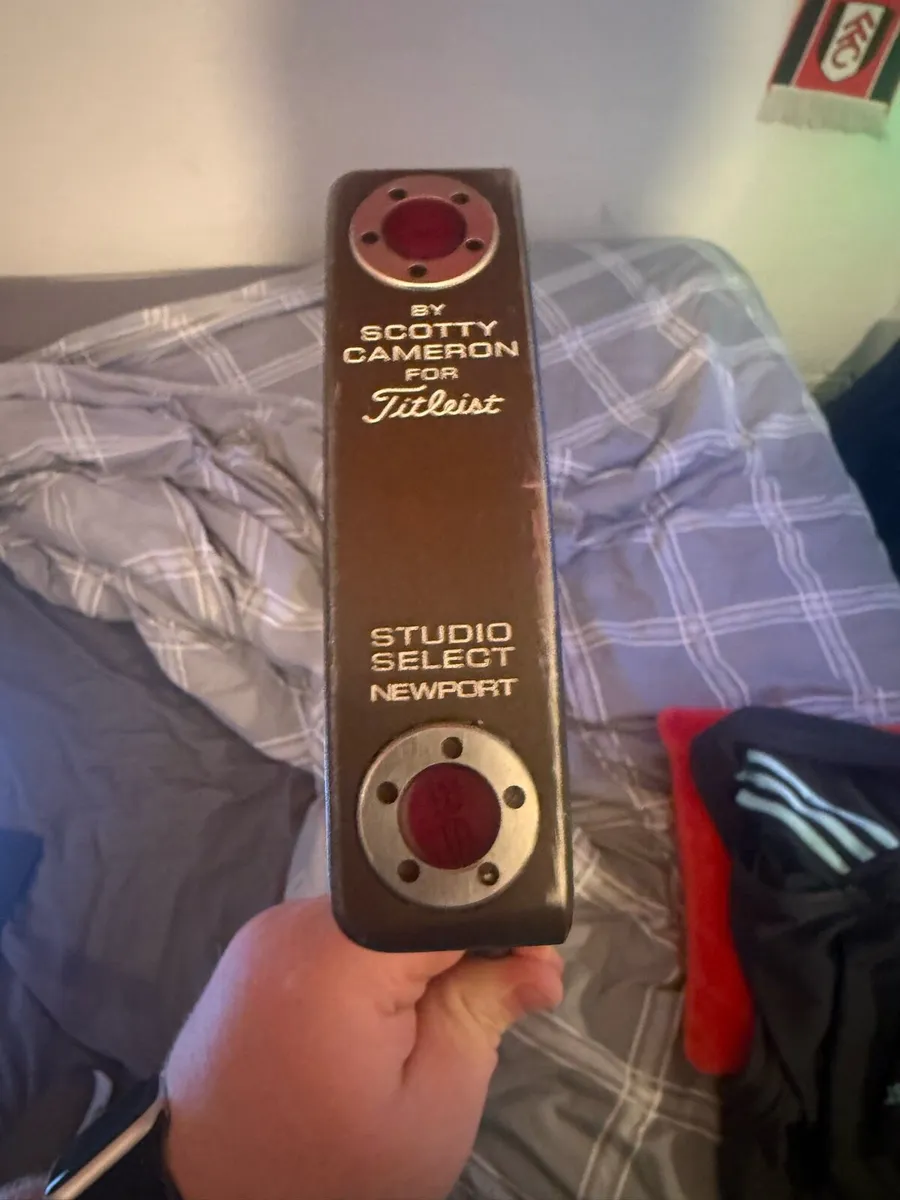 BY
SCOTTY
CAMERON
FOR
Titleist
STUDIO
SELECT
NEWPORT